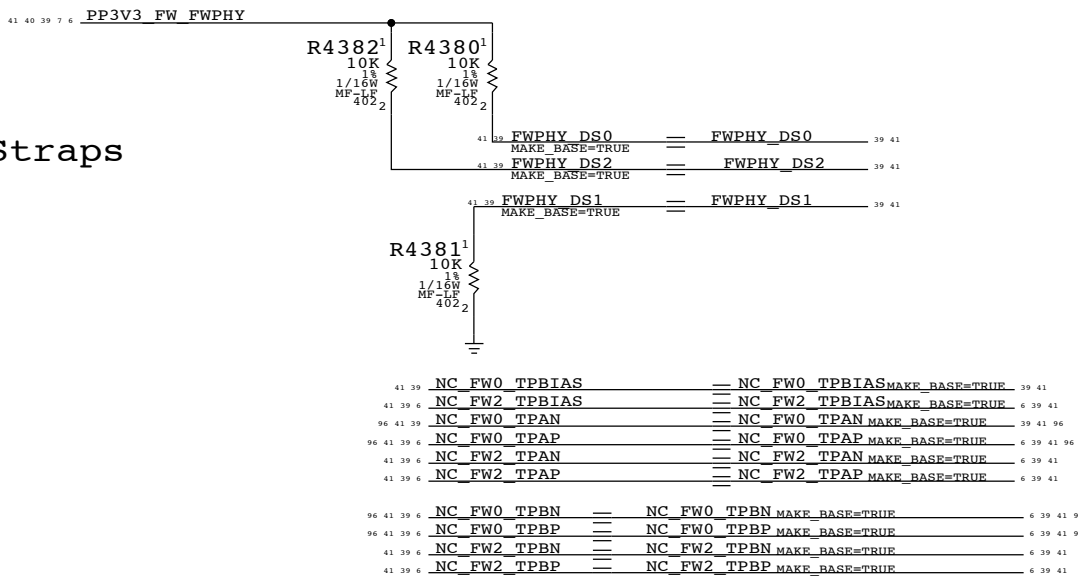 41 40 39 7 6 PP3V3_FW_FWPHY
R4382 1 R4380 1
10K 10K
1% 1%
1/16W 1/16W
MF-LF MF-LF
402 2 402 2
41 39 FWPHY_DS0 FWPHY_DS0 39 41
MAKE_BASE=TRUE
Straps
41 39 FWPHY_DS2 FWPHY_DS2 39 41
MAKE_BASE=TRUE
41 39 FWPHY_DS1 FWPHY_DS1 39 41
MAKE_BASE=TRUE
R4381 1
10K
1%
1/16W
MF-LF
402 2
41 39 NC_FW0_TPBIAS NC_FW0_TPBIAS MAKE_BASE=TRUE 39 41
41 39 6 NC_FW2_TPBIAS NC_FW2_TPBIAS MAKE_BASE=TRUE 6 39 41
96 41 39 NC_FW0_TPAN NC_FW0_TPAN MAKE_BASE=TRUE 39 41 96
96 41 39 6 NC_FW0_TPAP NC_FW0_TPAP MAKE_BASE=TRUE 6 39 41 96
41 39 6 NC_FW2_TPAN NC_FW2_TPAN MAKE_BASE=TRUE 6 39 41
41 39 6 NC_FW2_TPAP NC_FW2_TPAP MAKE_BASE=TRUE 6 39 41
96 41 39 6 NC_FW0_TPBN NC_FW0_TPBN MAKE_BASE=TRUE 6 39 41 9
96 41 39 6 NC_FW0_TPBP NC_FW0_TPBP MAKE_BASE=TRUE 6 39 41 9
41 39 6 NC_FW2_TPBN NC_FW2_TPBN MAKE_BASE=TRUE 6 39 41
41 39 6 NC_FW2_TPBP NC_FW2_TPBP MAKE_BASE=TRUE 6 39 41